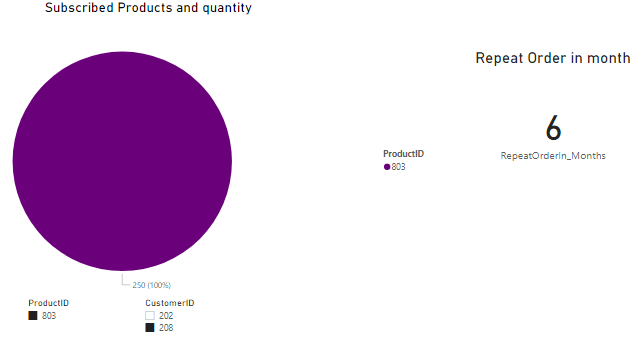 Subscribed Products and quantity
Repeat Order in month
6
RepeatOrderIn_Months
ProductID
803
250 (100%)
ProductID
803
CustomerID
202
208